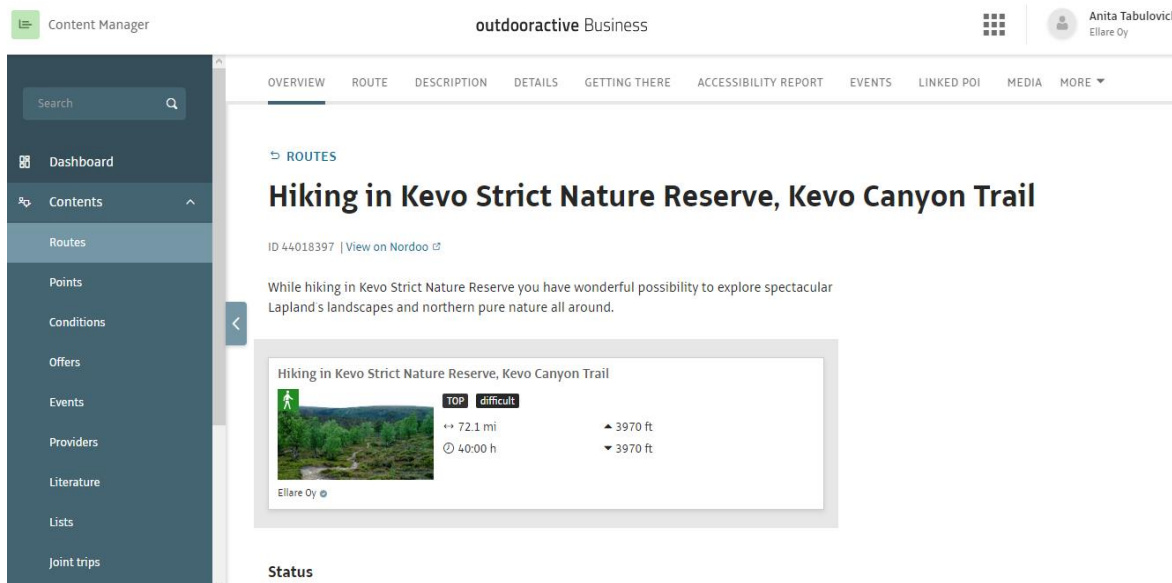 Content Manager
outdooractive Business
Anita Tabulovich
Ellare Oy
Search
Dashboard
Contents
Routes
Points
Conditions
Offers
Events
Providers
Literature
Lists
Joint trips
OVERVIEW ROUTE DESCRIPTION DETAILS GETTING THERE ACCESSIBILITY REPORT EVENTS LINKED POI MEDIA MORE
ROUTES
Hiking in Kevo Strict Nature Reserve, Kevo Canyon Trail
ID 44018397 | View on Nordoo
While hiking in Kevo Strict Nature Reserve you have wonderful possibility to explore spectacular
Lapland's landscapes and northern pure nature all around.
Hiking in Kevo Strict Nature Reserve, Kevo Canyon Trail
TOP difficult
72.1 mi 3970 ft
40:00 h 3970 ft
Ellare Oy
Status